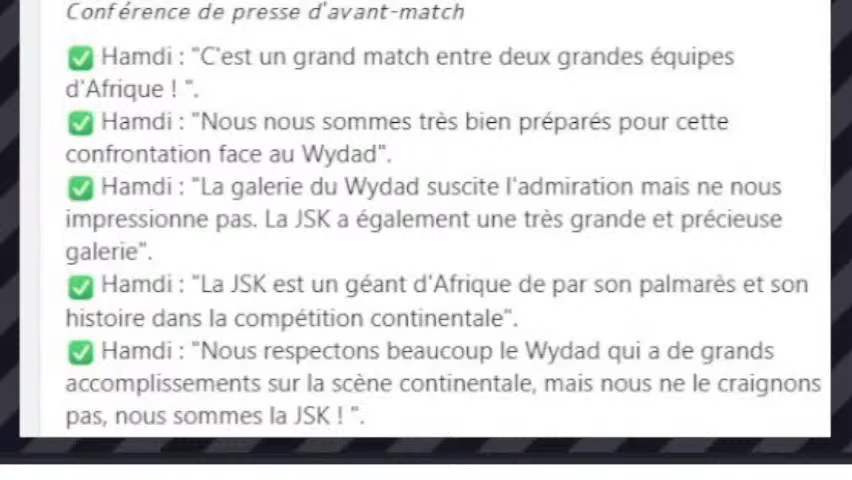 Conférence de presse d'avant-match
✅ Hamdi : "C'est un grand match entre deux grandes équipes
d'Afrique ! ".
✅ Hamdi : "Nous nous sommes très bien préparés pour cette
confrontation face au Wydad".
✅ Hamdi : "La galerie du Wydad suscite l'admiration mais ne nous
impressionne pas. La JSK a également une très grande et précieuse
galerie".
✅ Hamdi : "La JSK est un géant d'Afrique de par son palmarès et son
histoire dans la compétition continentale".
✅ Hamdi : "Nous respectons beaucoup le Wydad qui a de grands
accomplissements sur la scène continentale, mais nous ne le craignons
pas, nous sommes la JSK ! ".